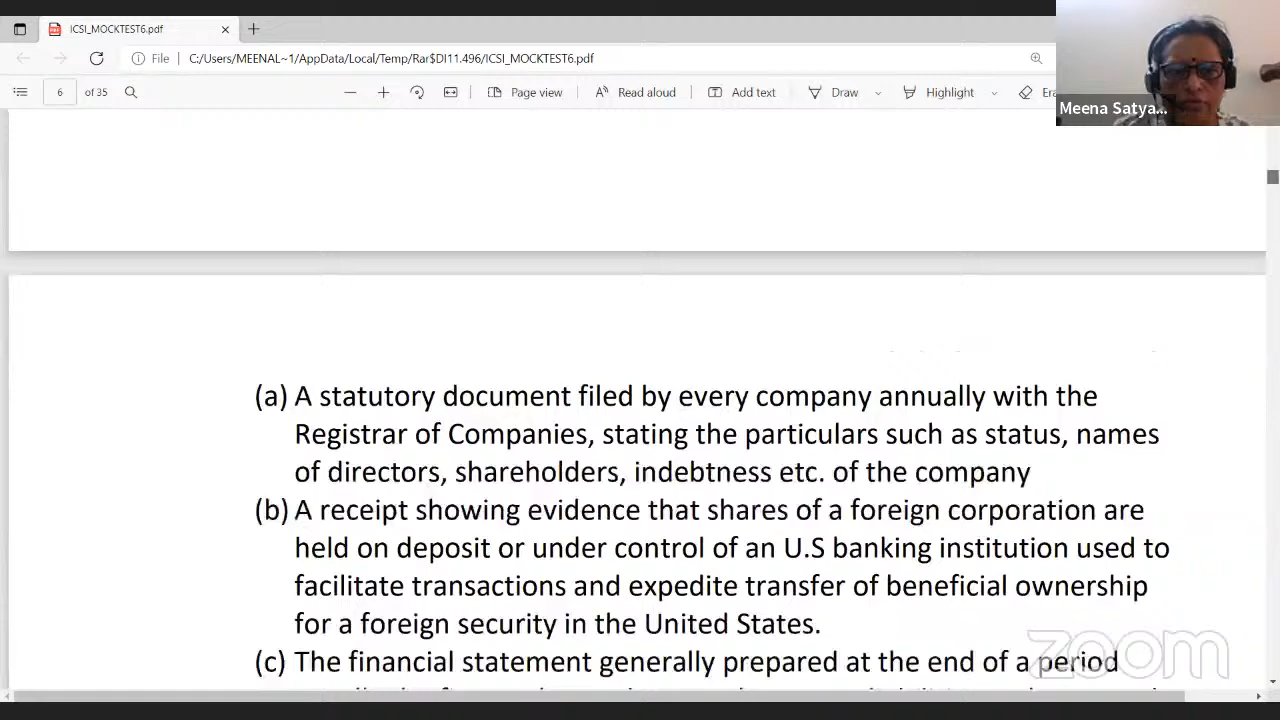 ICSI_MOCKTEST6.pdf
File C:/Users/MEENAL~1/AppData/Local/Temp/Rar$DI11.496/ICSI_MOCKTEST6.pdf
6 of 35 Page view Read aloud Add text Draw Highlight Era
Meena Satya...
(a) A statutory document filed by every company annually with the
Registrar of Companies, stating the particulars such as status, names
of directors, shareholders, indebtness etc. of the company
(b) A receipt showing evidence that shares of a foreign corporation are
held on deposit or under control of an U.S banking institution used to
facilitate transactions and expedite transfer of beneficial ownership
for a foreign security in the United States.
(c) The financial statement generally prepared at the end of a period
zoom